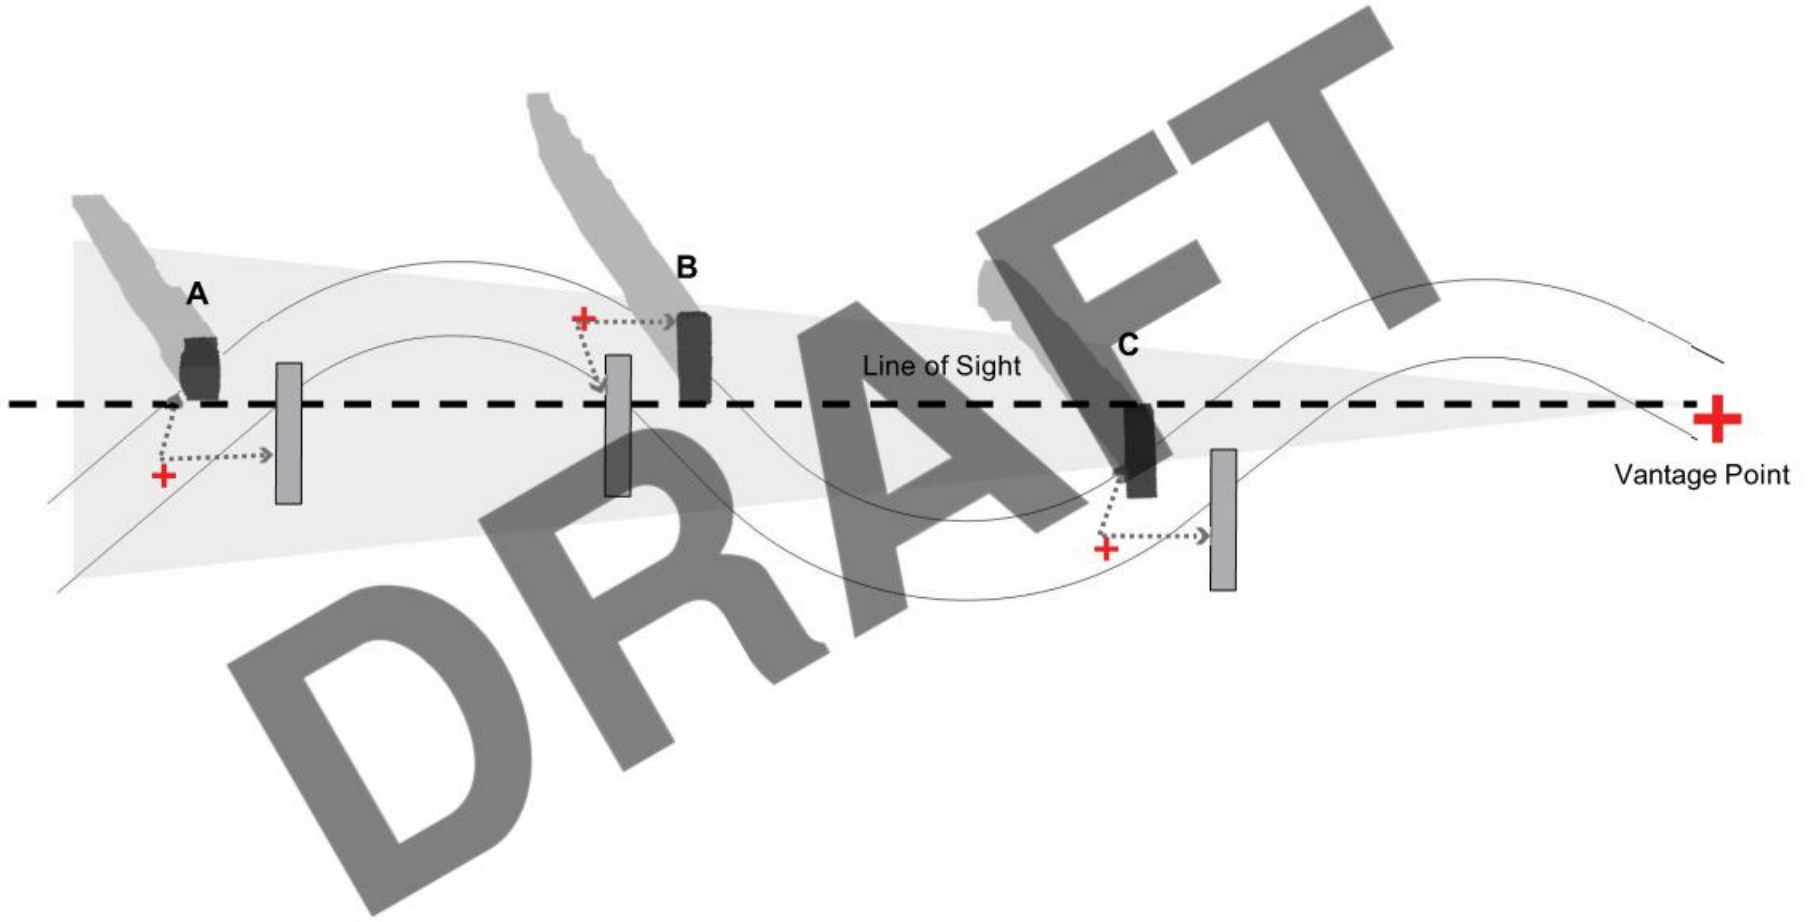 A
B
C
Line of Sight
Vantage Point
DRAFT